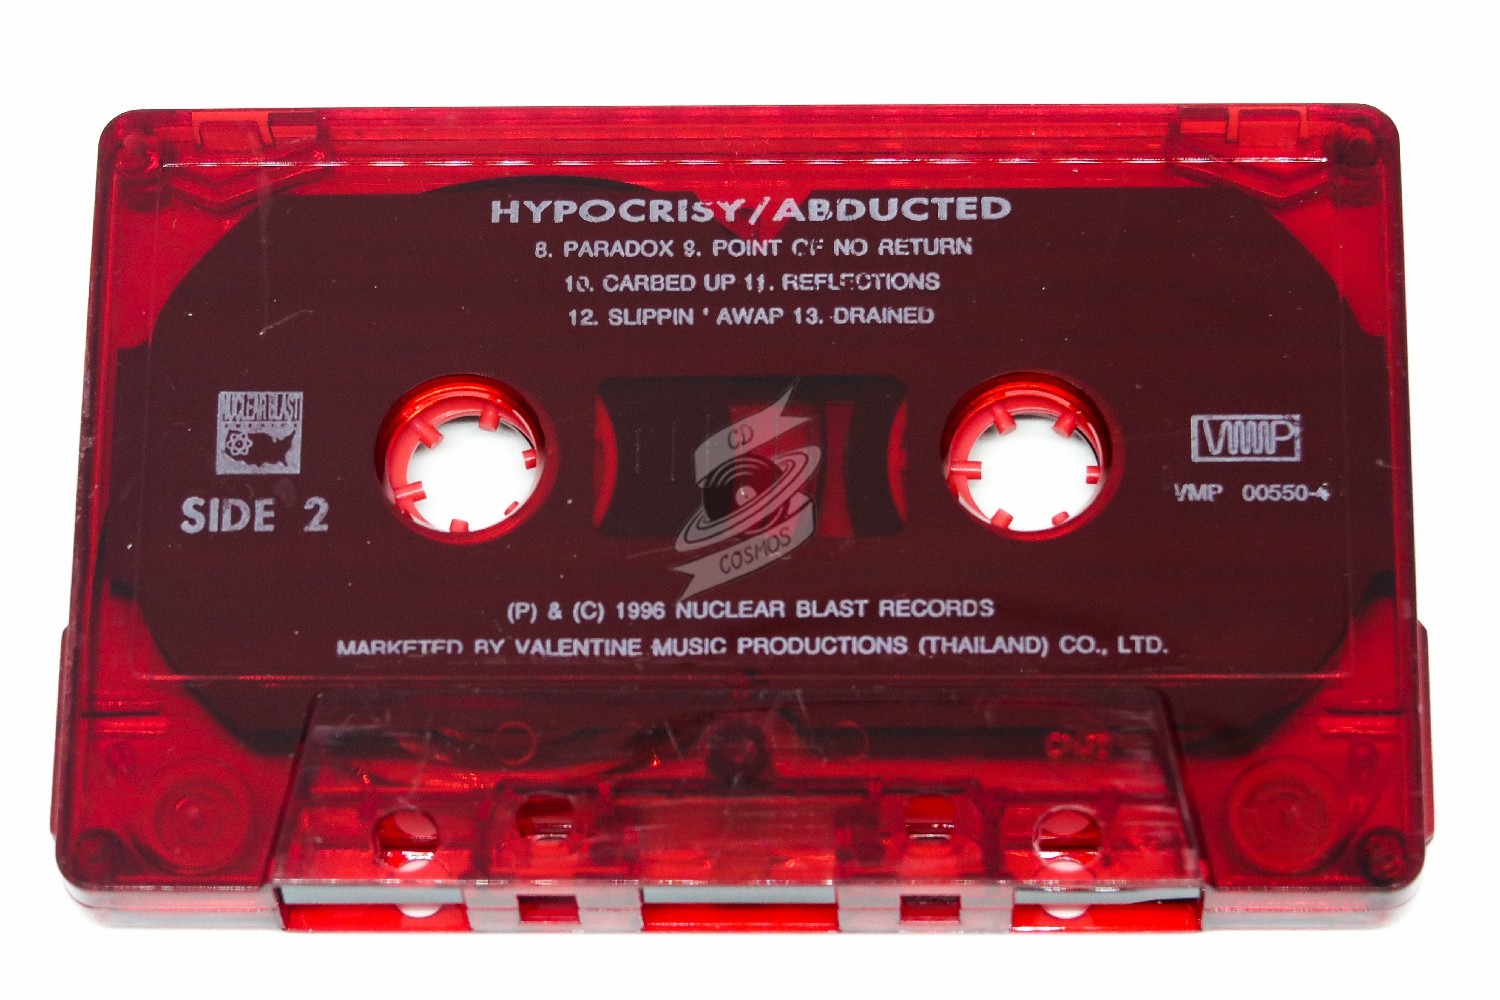 HYPOCRISY/ABDUCTED
8. PARADOX 9. POINT OF NO RETURN
10. CARBED UP 11. REFLECTIONS
12. SLIPPIN ' AWAP 13. DRAINED
NUCLEAR BLAST
SIDE 2
CD
COSMOS
VMP
VMP 00550-4
(P) & (C) 1996 NUCLEAR BLAST RECORDS
MARKETED BY VALENTINE MUSIC PRODUCTIONS (THAILAND) CO., LTD.